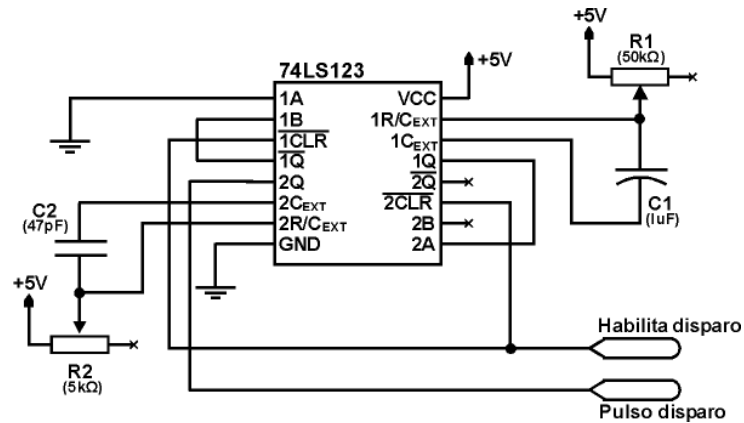 74LS123
1A
1B
1CLR
1Q
2Q
2CEXT
2R/CEXT
GND
VCC
1R/CEXT
1CEXT
1Q
2Q
2CLR
2B
2A
+5V
+5V
R1
(50kΩ)
C1
(1uF)
C2
(47pF)
+5V
R2
(5kΩ)
Habilita disparo
Pulso disparo